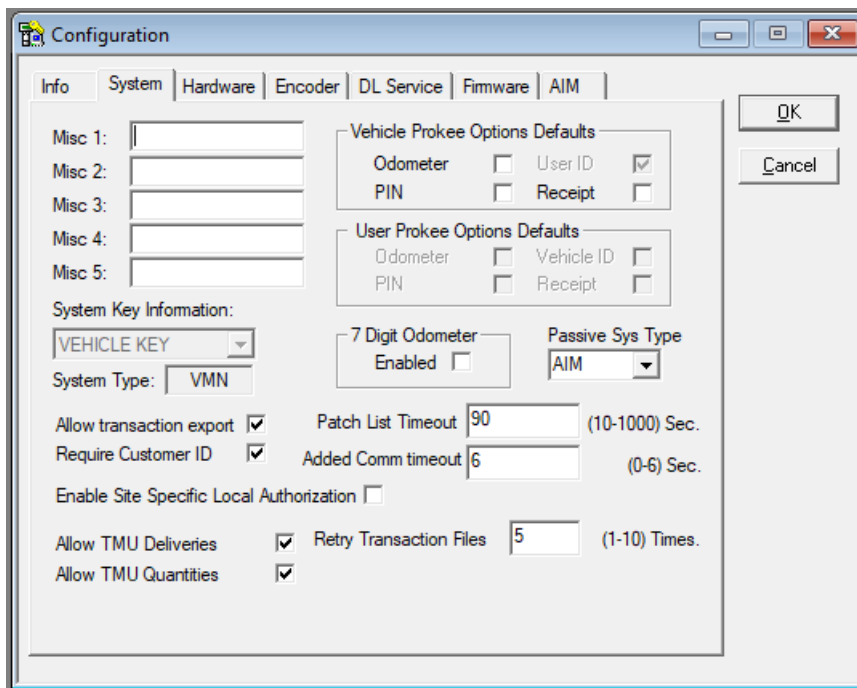 Configuration
Info System Hardware Encoder DL Service Firmware AIM
OK
Cancel
Misc 1:
Misc 2:
Misc 3:
Misc 4:
Misc 5:
System Key Information:
VEHICLE KEY
System Type: VMN
Vehicle Prokee Options Defaults
Odometer User ID
PIN Receipt
User Prokee Options Defaults
Odometer Vehicle ID
PIN Receipt
7 Digit Odometer
Enabled
Passive Sys Type
AIM
Allow transaction export
Require Customer ID
Patch List Timeout 90 (10-1000) Sec.
Added Comm timeout 6 (0-6) Sec.
Enable Site Specific Local Authorization
Allow TMU Deliveries
Allow TMU Quantities
Retry Transaction Files 5 (1-10) Times.